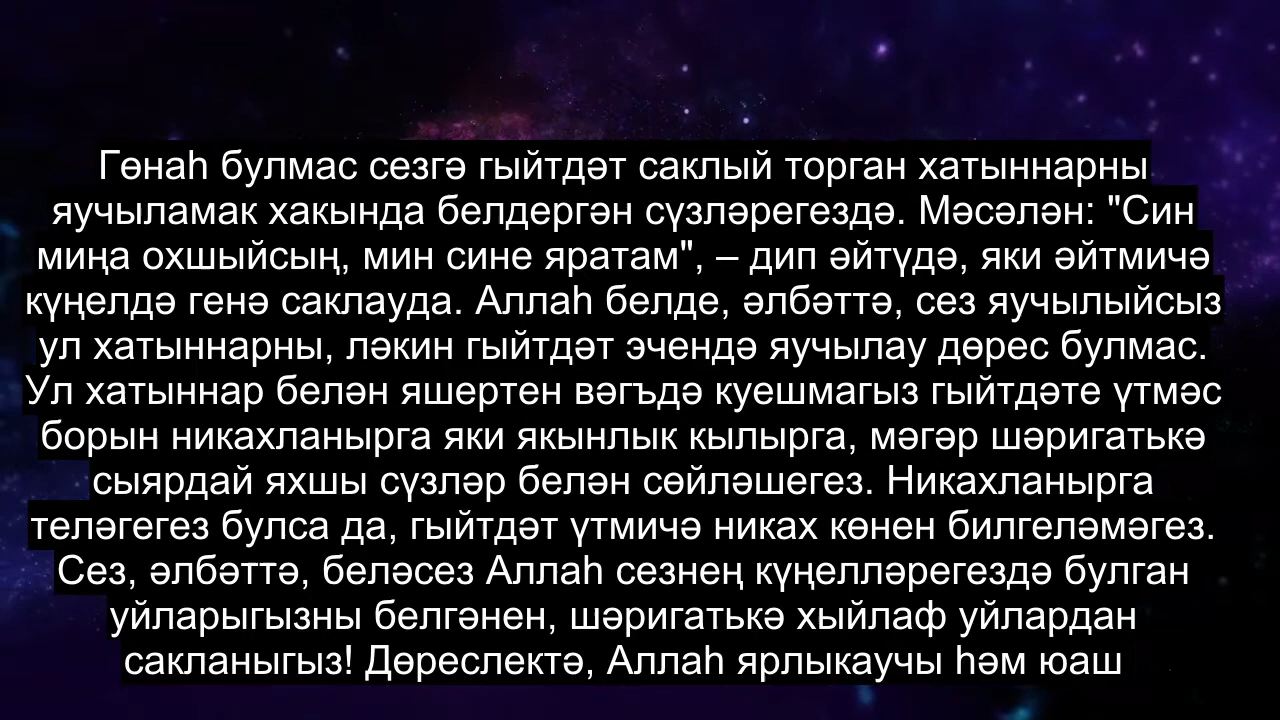 Гөнаһ булмас сезгә гыйтдәт саклый торган хатыннарны
яучыламак хакында белдергән сүзләрегездә. Мәсәлән: "Син
миңа охшыйсың, мин сине яратам", – дип әйтүдә, яки әйтмичә
күңелдә генә саклауда. Аллаһ белде, әлбәттә, сез яучылыйсыз
ул хатыннарны, ләкин гыйтдәт эчендә яучылау дөрес булмас.
Ул хатыннар белән яшертен вәгъдә куешмагыз гыйтдәте үтмәс
борын никахланырга яки якынлык кылырга, мәгәр шәригатькә
сыярдай яхшы сүзләр белән сөйләшегез. Никахланырга
теләгегез булса да, гыйтдәт үтмичә никах көнен билгеләмәгез.
Сез, әлбәттә, беләсез Аллаһ сезнең күңелләрегездә булган
уйларыгызны белгәнен, шәригатькә хыйлаф уйлардан
сакланыгыз! Дөреслектә, Аллаһ ярлыкаучы һәм юаш